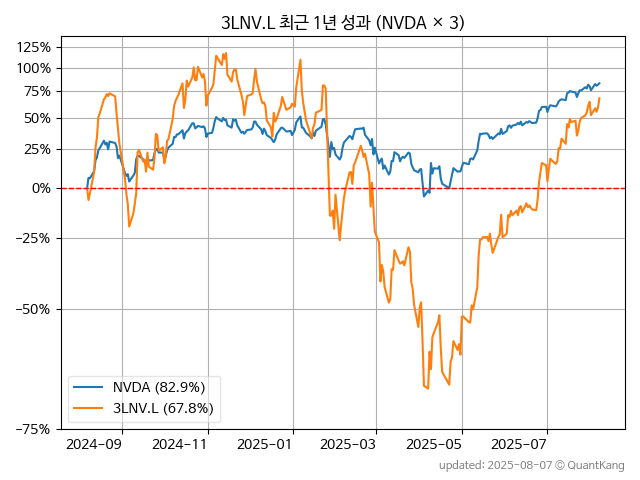 3LNV.L 최근 1년 성과 (NVDA × 3)
125%
100%
75%
50%
25%
0%
−25%
−50%
−75%
NVDA (82.9%)
3LNV.L (67.8%)
2024-09 2024-11 2025-01 2025-03 2025-05 2025-07
updated: 2025-08-07 ⓒ QuantKang